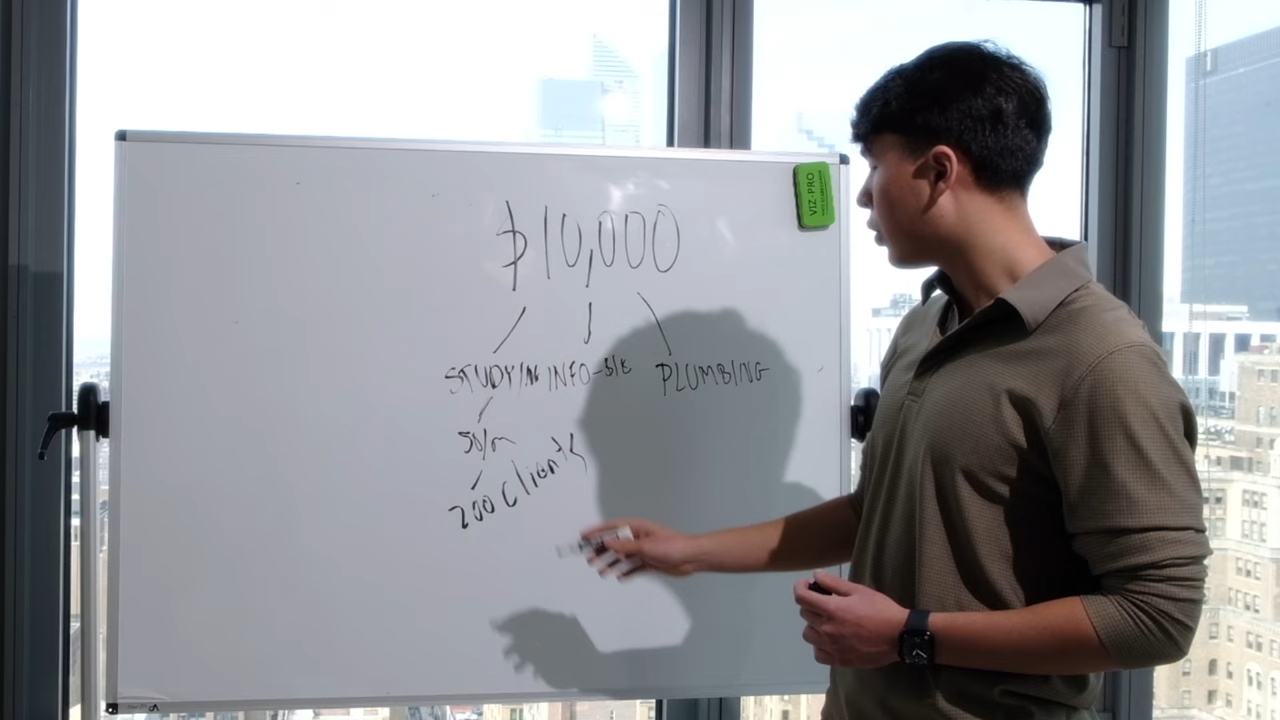 $10,000
STUDYING INFO-BIZ PLUMBING
50/m
200 Clients
VIZ-PRO